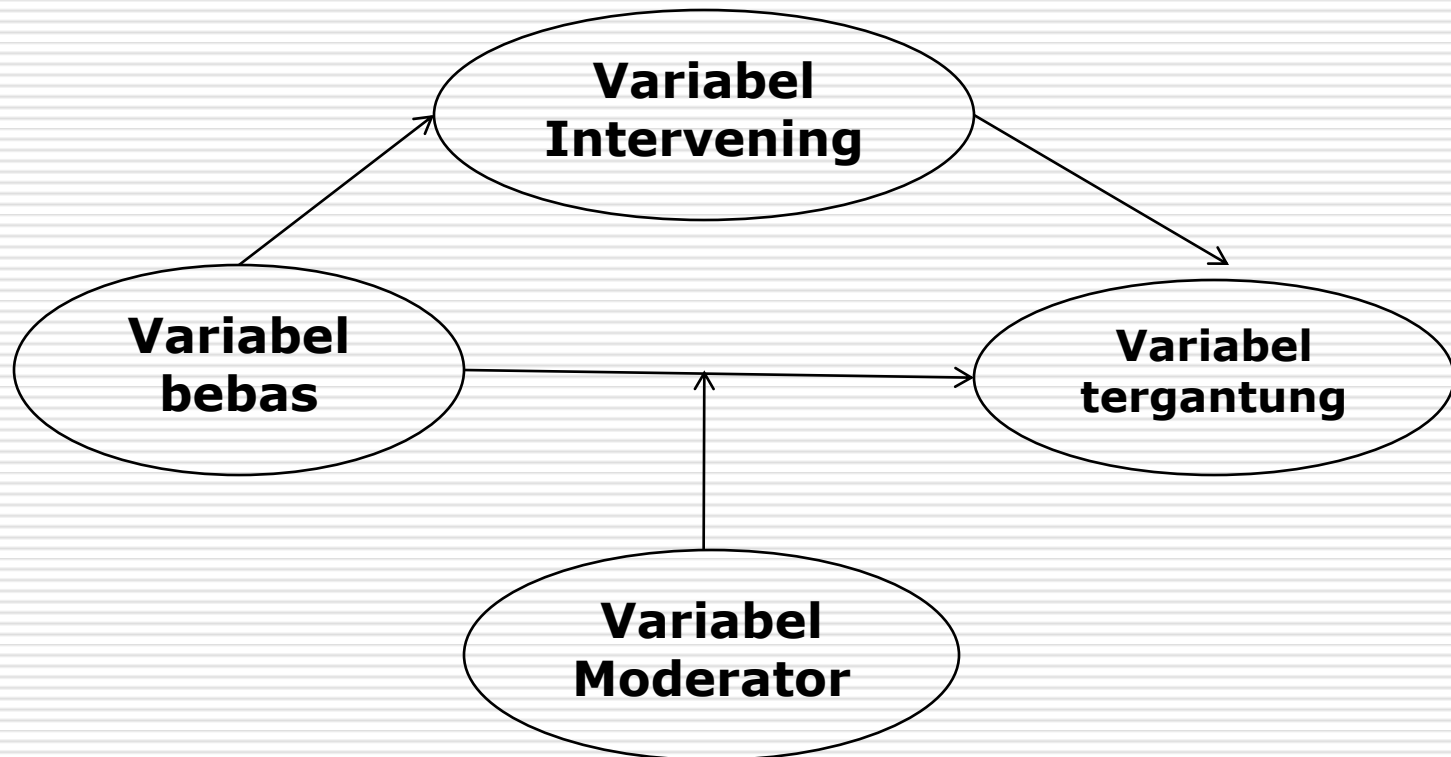 Variabel
Intervening
Variabel
bebas
Variabel
tergantung
Variabel
Moderator